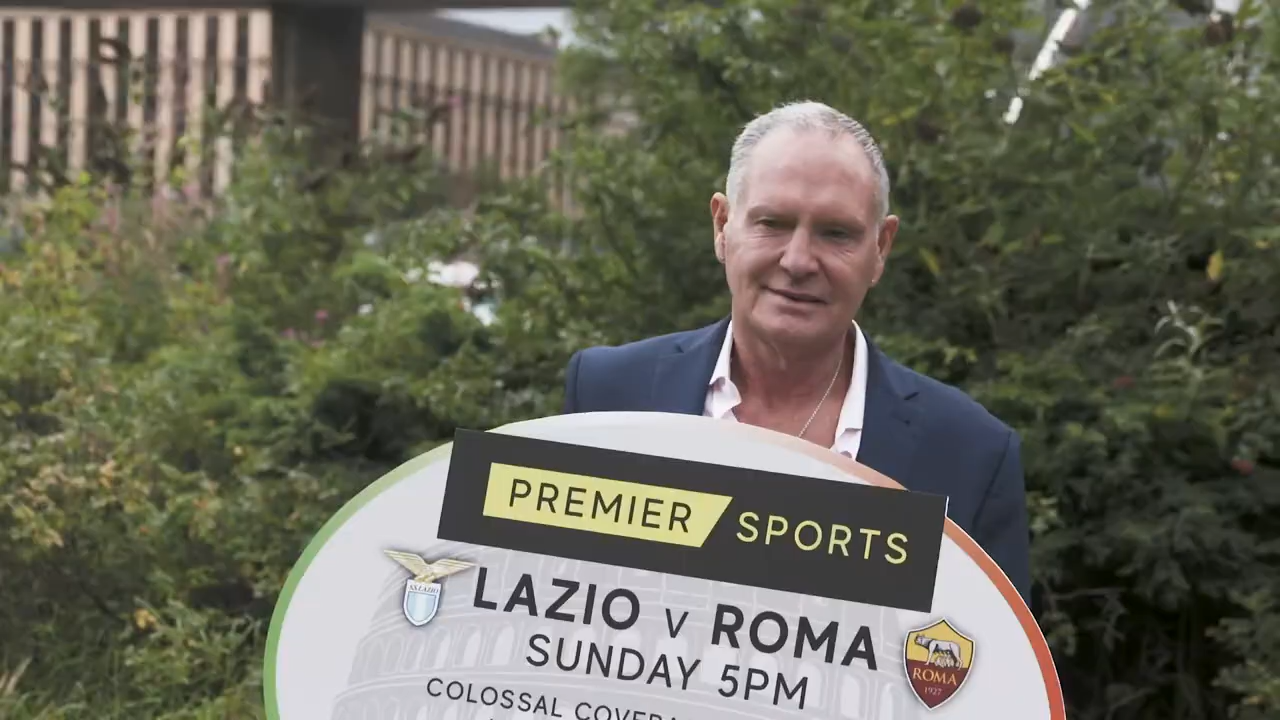 PREMIER SPORTS
S.S.LAZIO
LAZIO v ROMA
SUNDAY 5PM
ROMA
1927
COLOSSAL